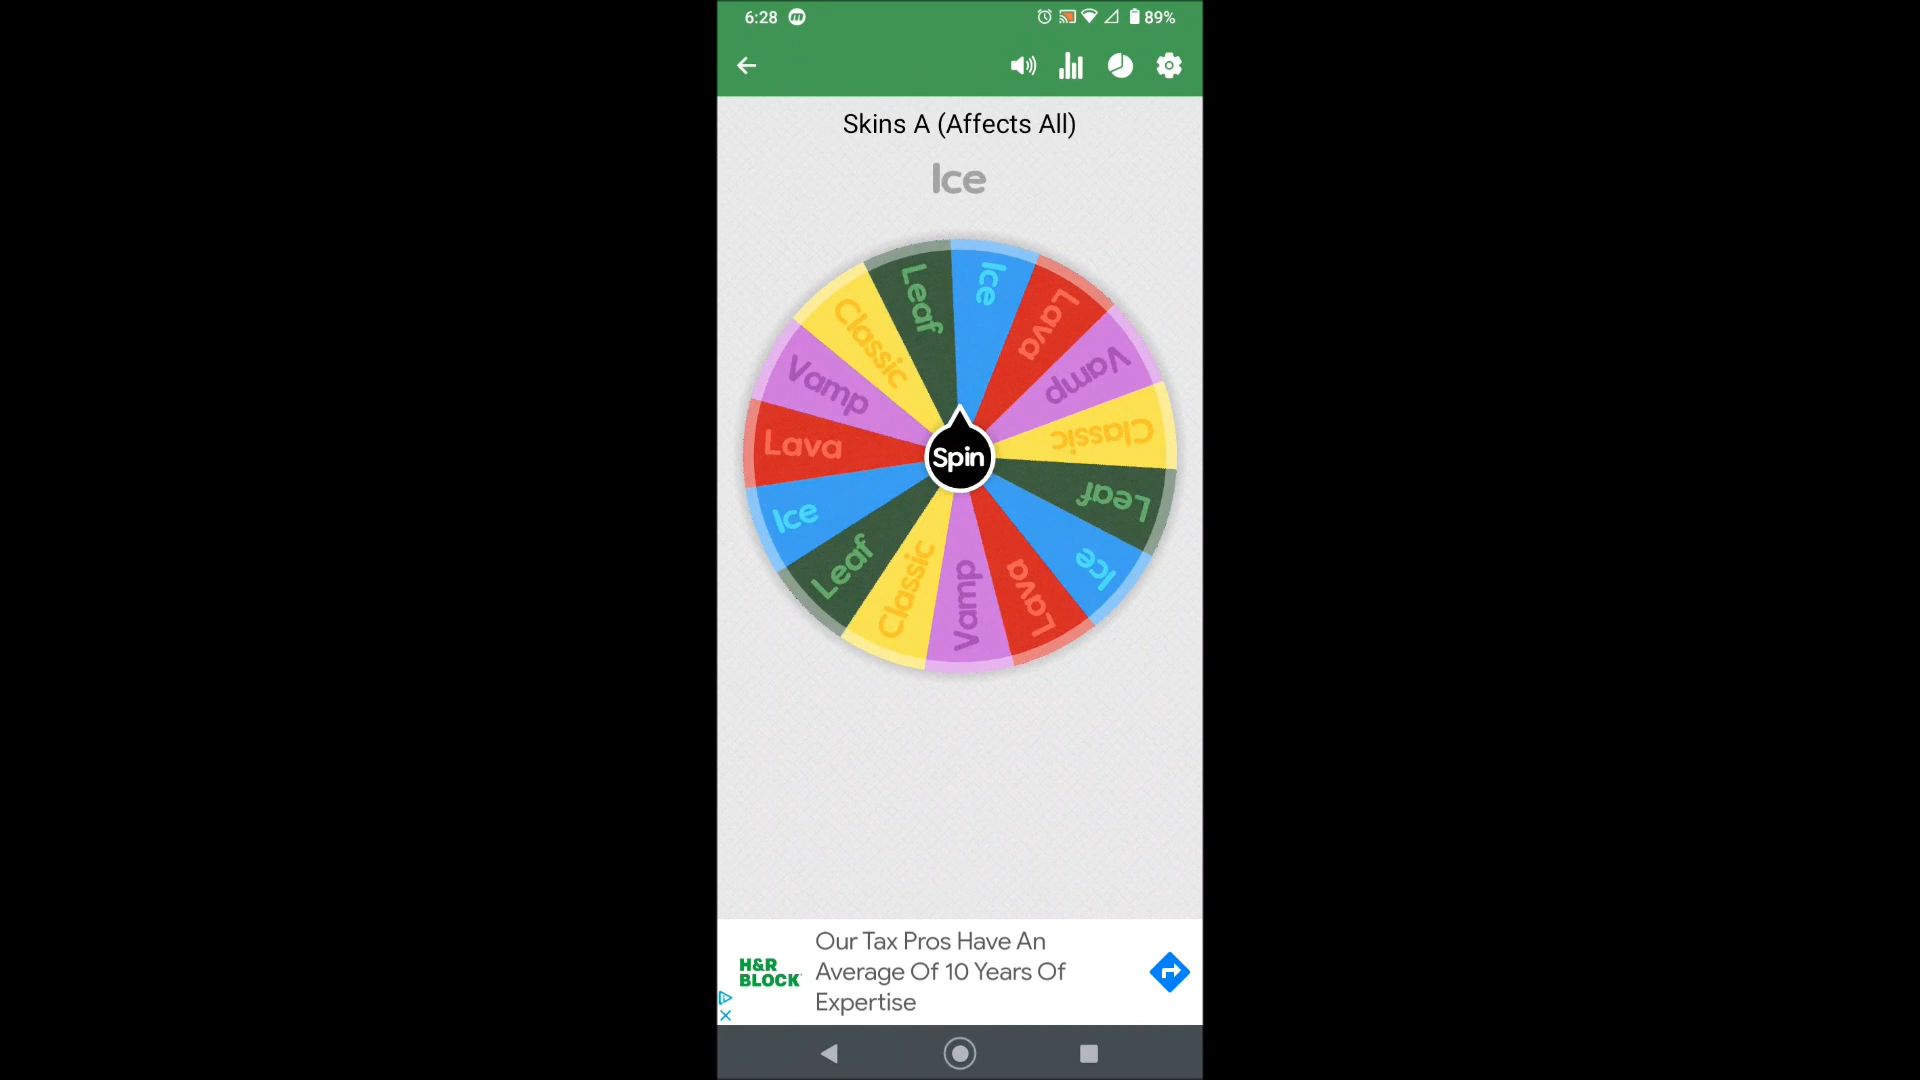 6:28
89%
Skins A (Affects All)
Ice
Ice
Lava
Vamp
Classic
Leaf
Ice
Lava
Vamp
Classic
Leaf
Ice
Lava
Vamp
Classic
Leaf
Spin
H&R
BLOCK
Our Tax Pros Have An
Average Of 10 Years Of
Expertise